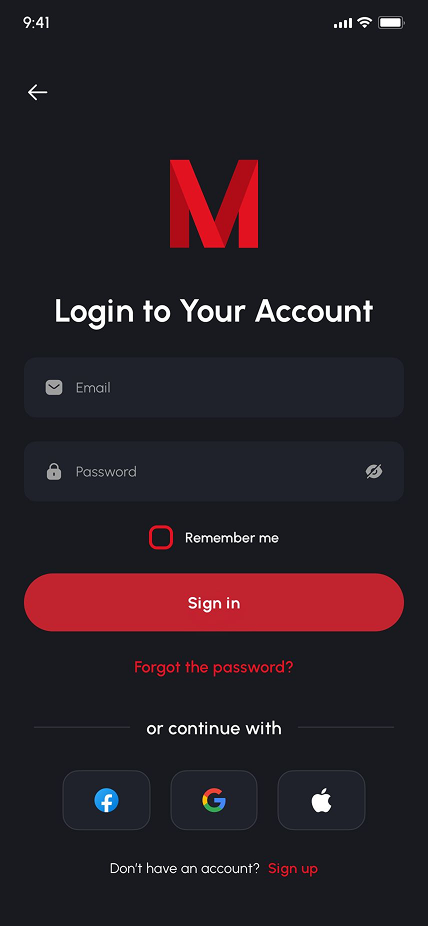 9:41
M
Login to Your Account
Email
Password
Remember me
Sign in
Forgot the password?
or continue with
Don't have an account? Sign up